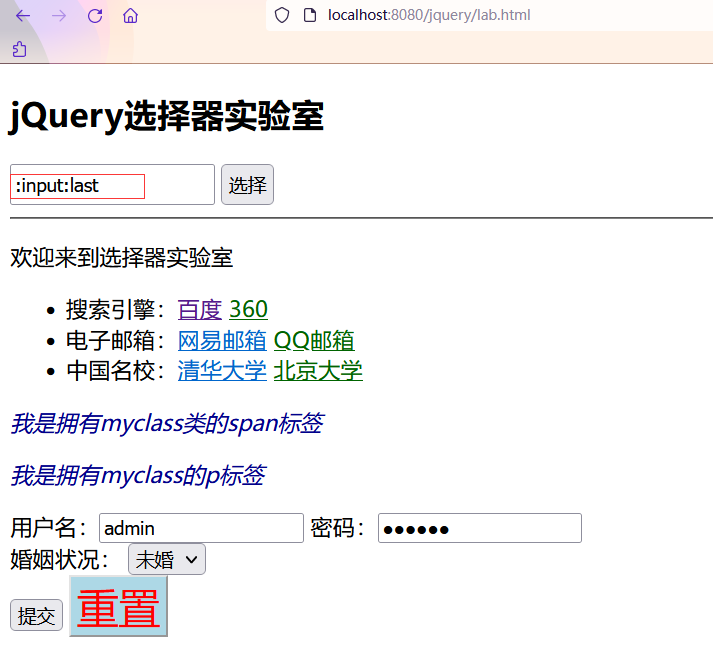 localhost:8080/jquery/lab.html
jQuery选择器实验室
:input:last 选择
欢迎来到选择器实验室
• 搜索引擎：百度 360
• 电子邮箱：网易邮箱 QQ邮箱
• 中国名校：清华大学 北京大学
我是拥有myclass类的span标签
我是拥有myclass的p标签
用户名：admin 密码：●●●●●●
婚姻状况： 未婚
提交 重置